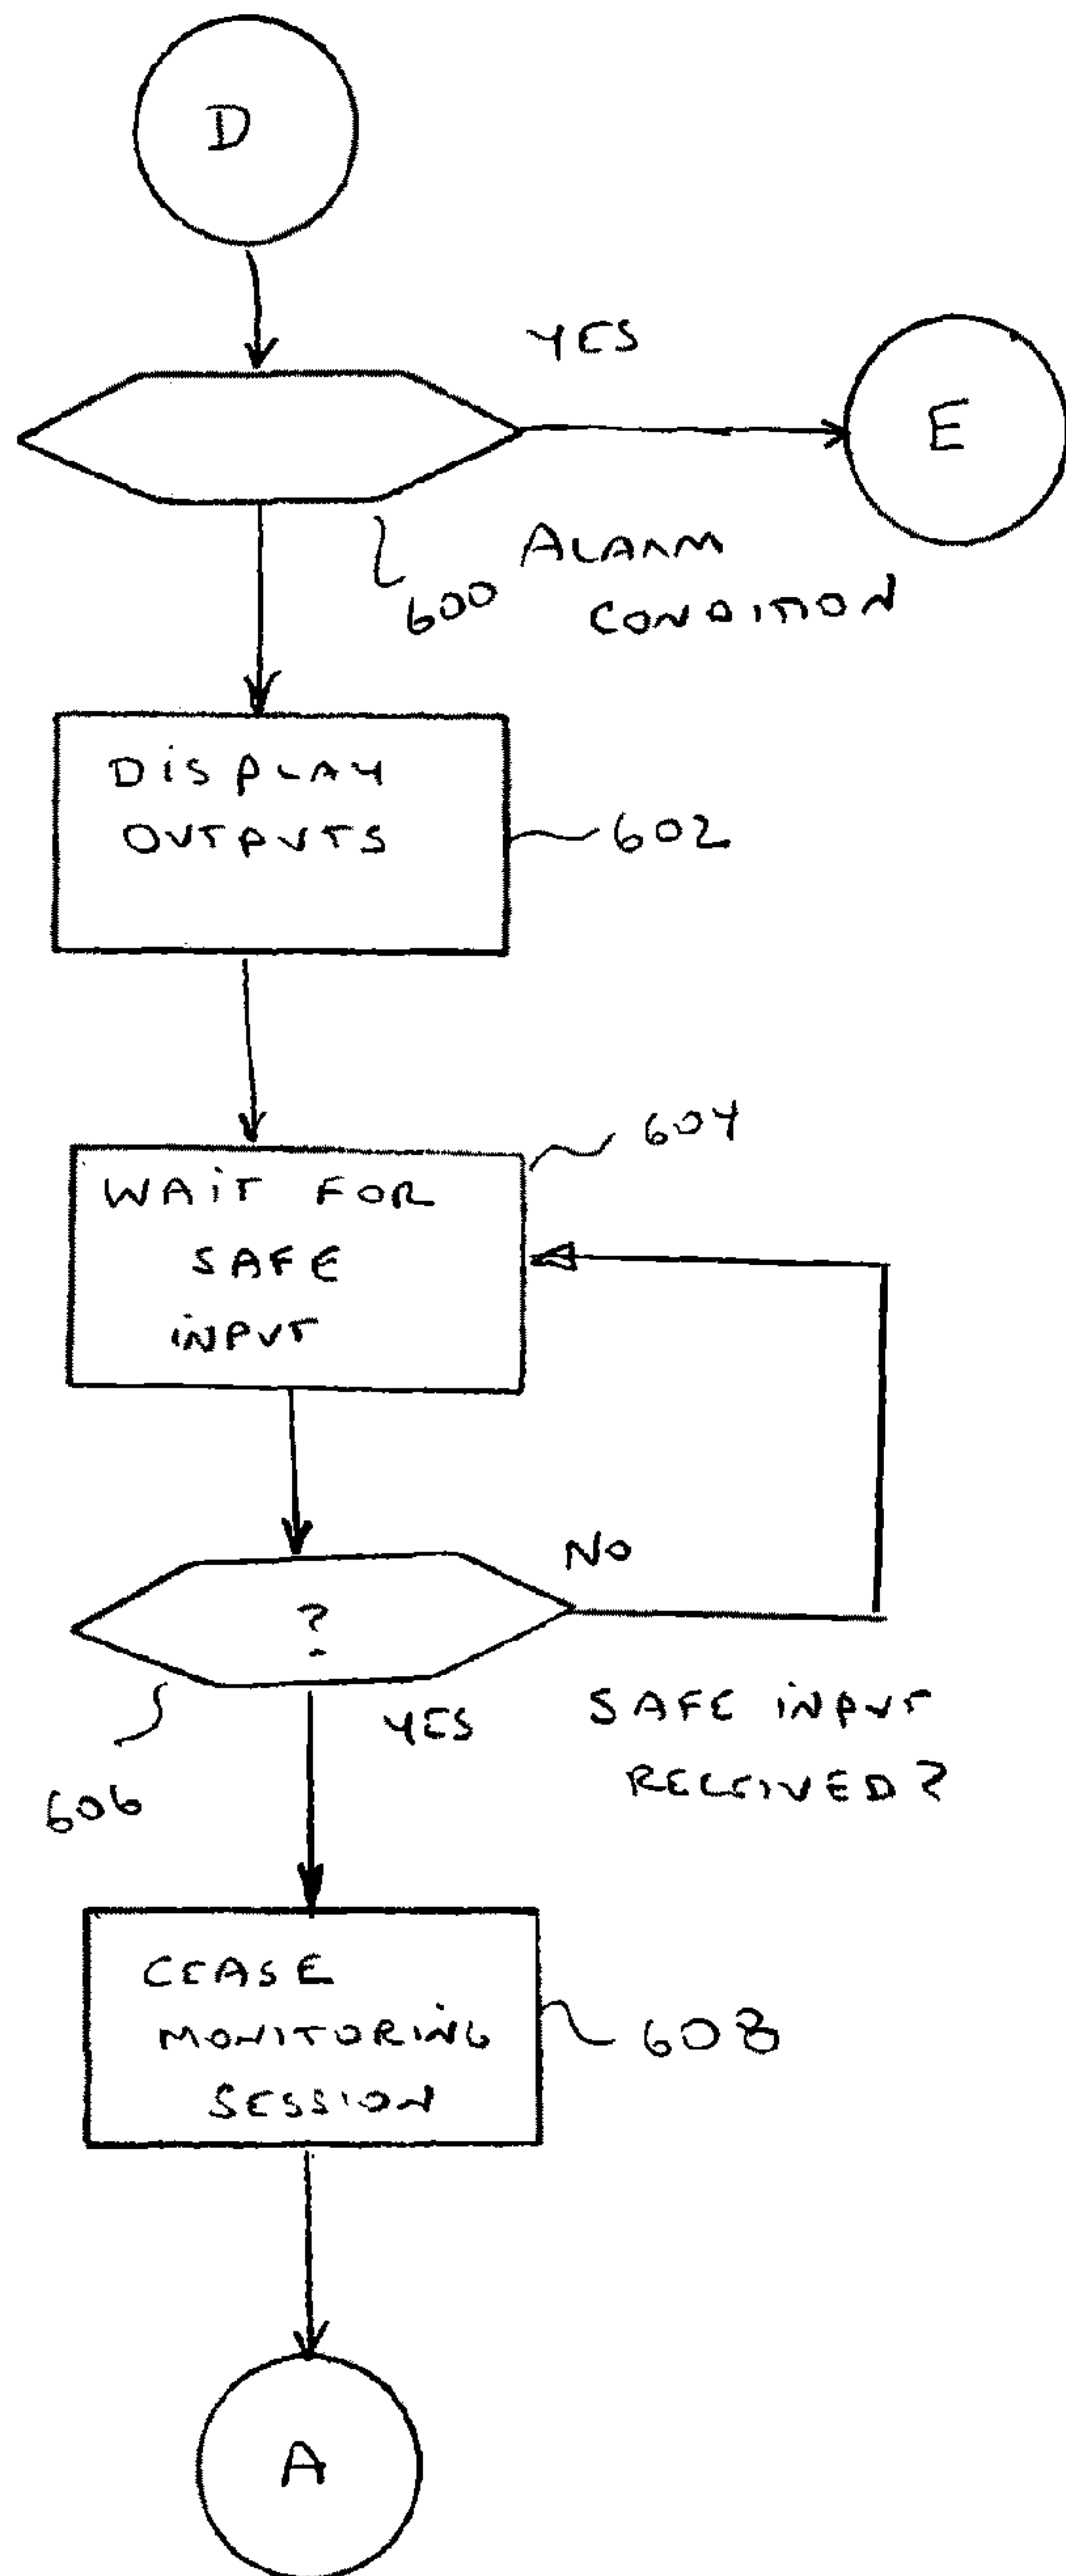 D
YES
E
600 ALARM
CONDITION
DISPLAY
OUTPUTS
602
604
WAIT FOR
SAFE
INPUT
NO
?
YES
SAFE INPUT
RECEIVED?
606
CEASE
MONITORING
SESSION
608
A